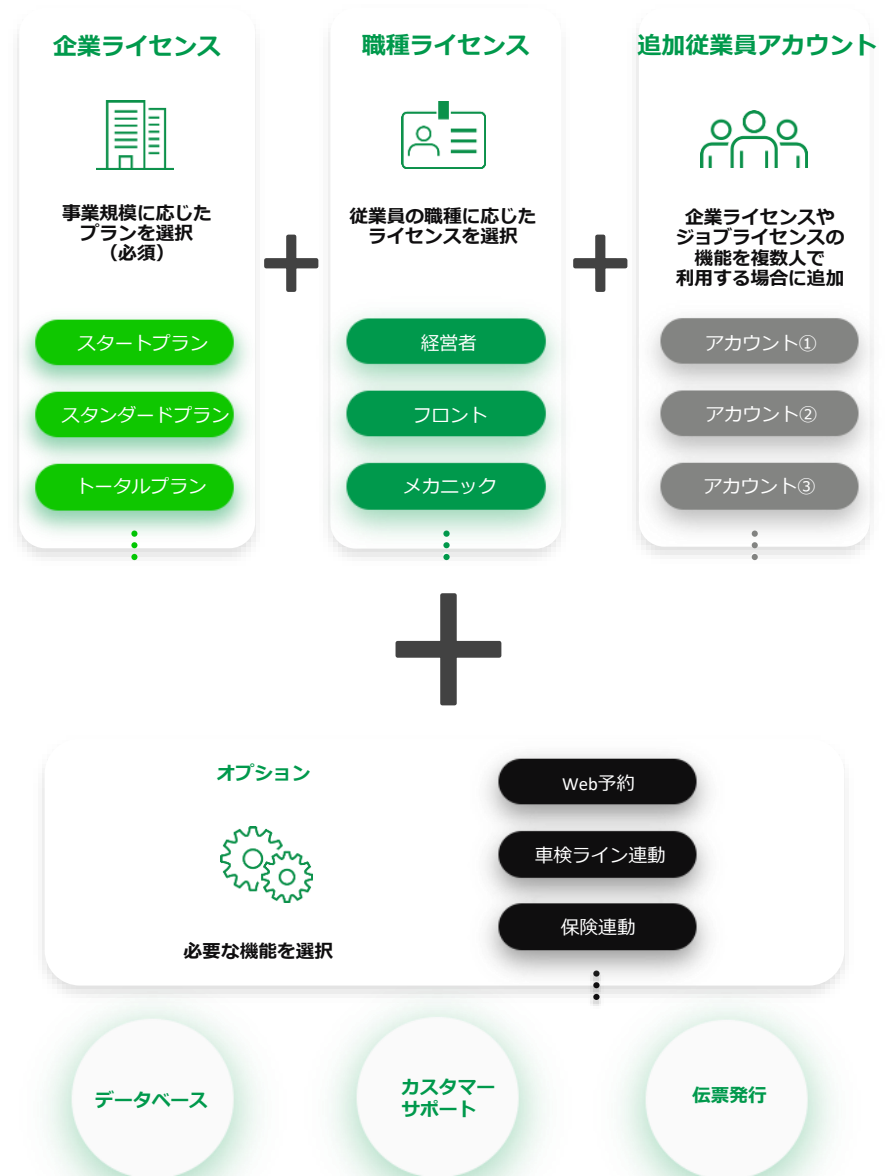 企業ライセンス
事業規模に応じた
プランを選択
（必須）
スタートプラン
スタンダードプラン
トータルプラン
職種ライセンス
従業員の職種に応じた
ライセンスを選択
経営者
フロント
メカニック
追加従業員アカウント
企業ライセンスや
ジョブライセンスの
機能を複数人で
利用する場合に追加
アカウント①
アカウント②
アカウント③
オプション
必要な機能を選択
Web予約
車検ライン連動
保険連動
データベース
カスタマー
サポート
伝票発行